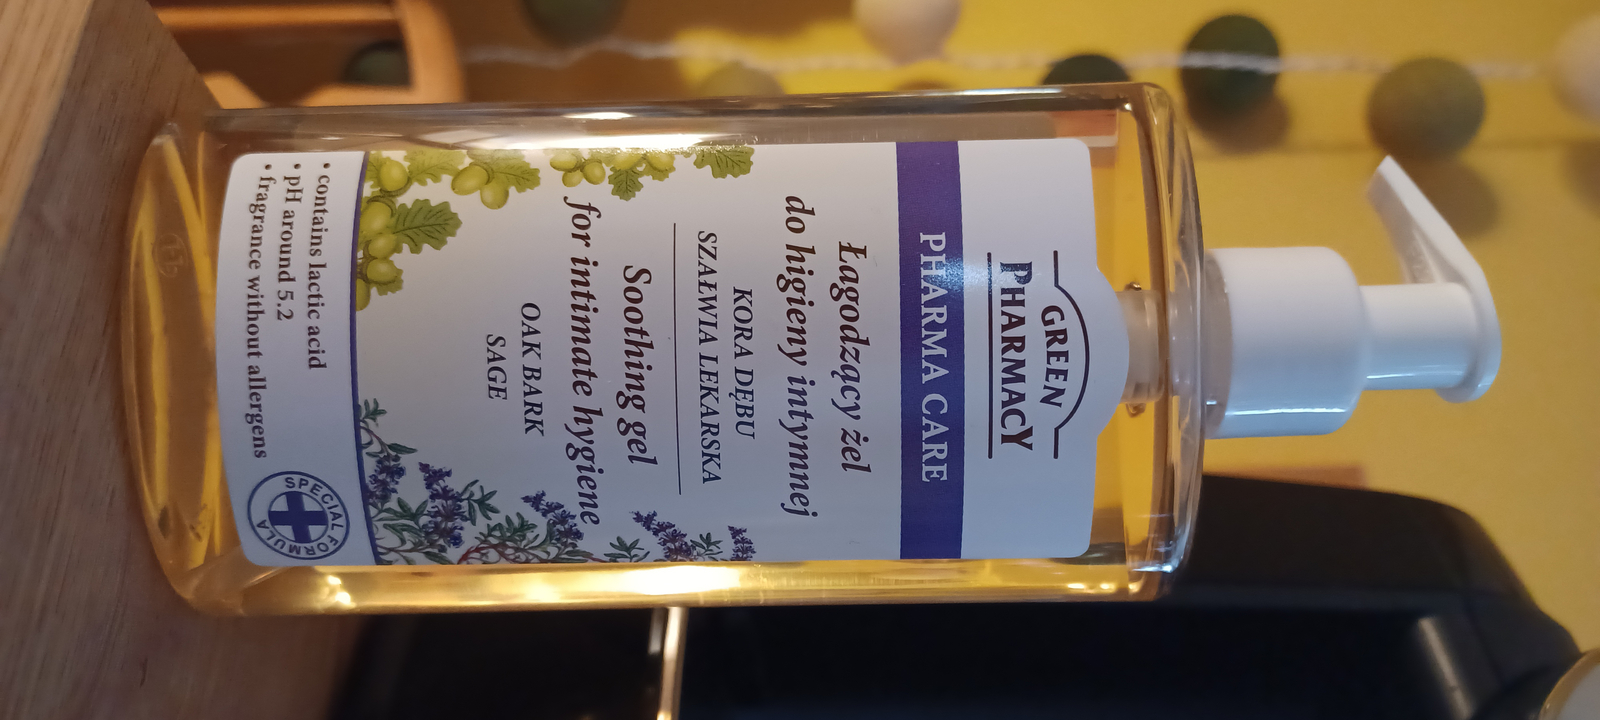 GREEN
PHARMACY
PHARMA CARE
Łagodzący żel
do higieny intymnej
KORA DĘBU
SZAŁWIA LEKARSKA
Soothing gel
for intimate hygiene
OAK BARK
SAGE
• contains lactic acid
• pH around 5.2
• fragrance without allergens
SPECIAL FORMULA